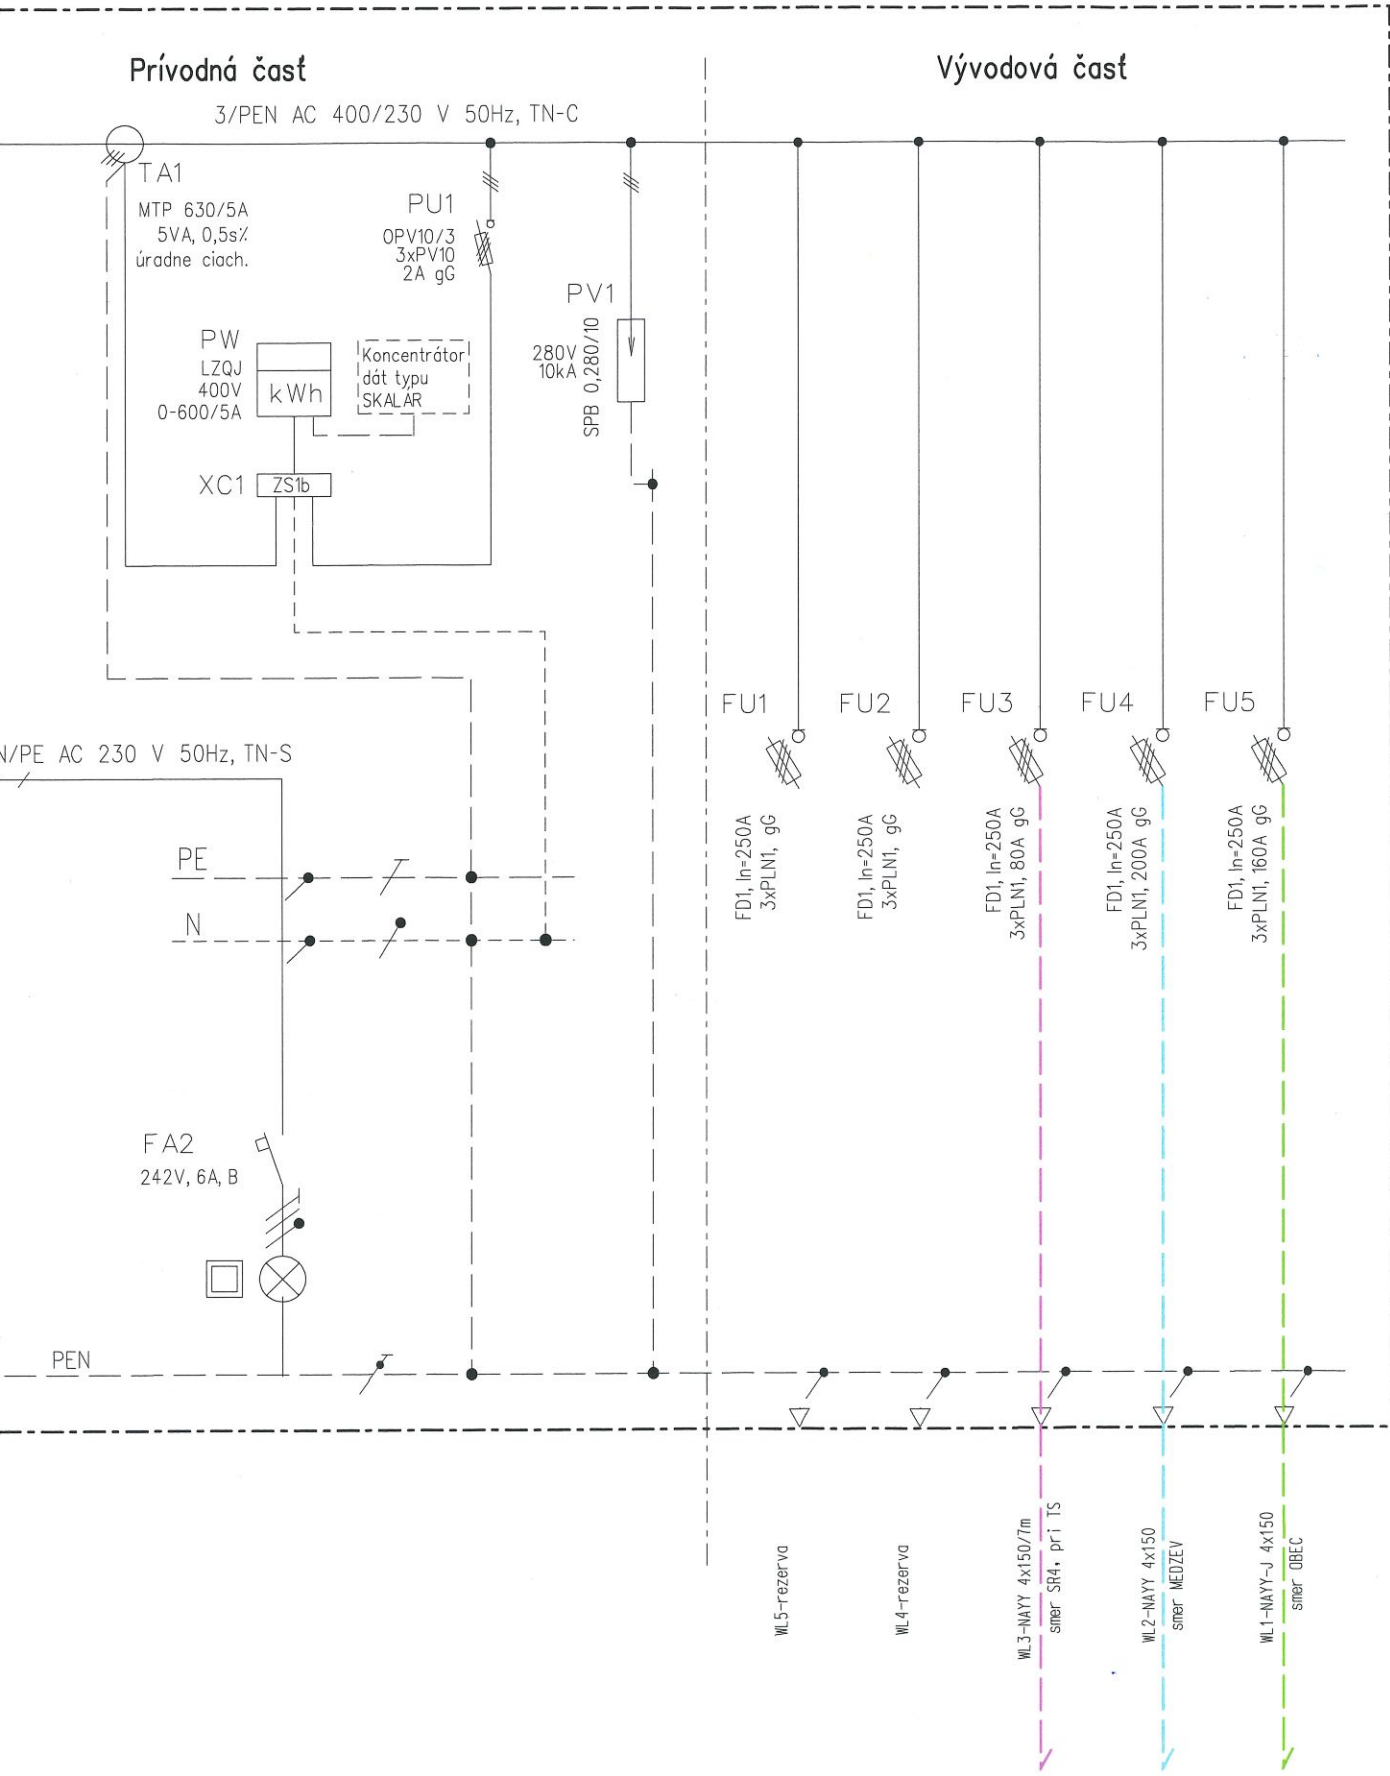 Prívodná časť
Vývodová časť
3/PEN AC 400/230 V 50Hz, TN-C
TA1
MTP 630/5A
5VA, 0,5s%
úradne ciach.
PU1
OPV10/3
3xPV10
2A gG
PV1
280V
10kA
SPB 0,280/10
PW
LZQJ
400V
0-600/5A
kWh
Koncentrátor
dát typu
SKALÁR
XC1
ZS1b
FU1
FU2
FU3
FU4
FU5
N/PE AC 230 V 50Hz, TN-S
FD1, In=250A
3xPLN1, gG
FD1, In=250A
3xPLN1, gG
FD1, In=250A
3xPLN1, 80A gG
FD1, In=250A
3xPLN1, 200A gG
FD1, In=250A
3xPLN1, 160A gG
PE
N
FA2
242V, 6A, B
PEN
WL5-rezerva
WL4-rezerva
WL3-NAYY 4x150/7m
smer SR4, pri TS
WL2-NAYY 4x150
smer MEDZEV
WL1-NAYY-J 4x150
smer OBEC